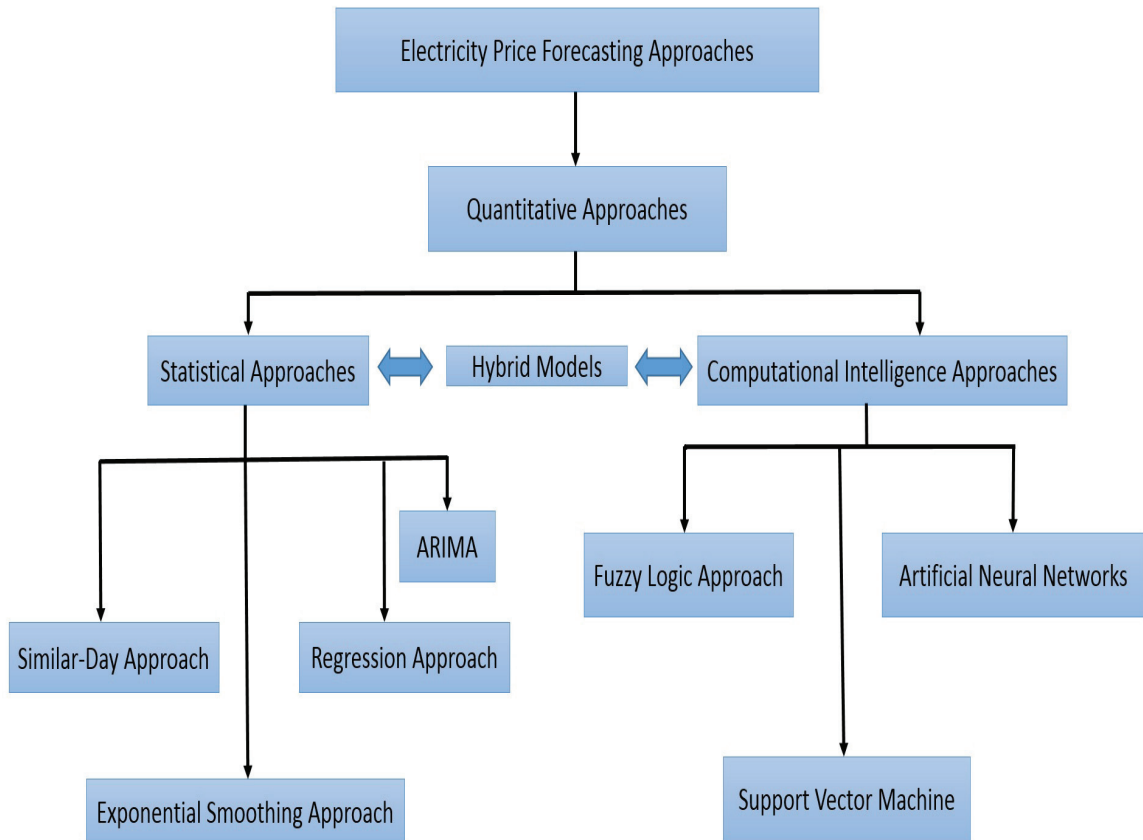 Electricity Price Forecasting Approaches
Quantitative Approaches
Statistical Approaches
Hybrid Models
Computational Intelligence Approaches
ARIMA
Fuzzy Logic Approach
Artificial Neural Networks
Similar-Day Approach
Regression Approach
Exponential Smoothing Approach
Support Vector Machine